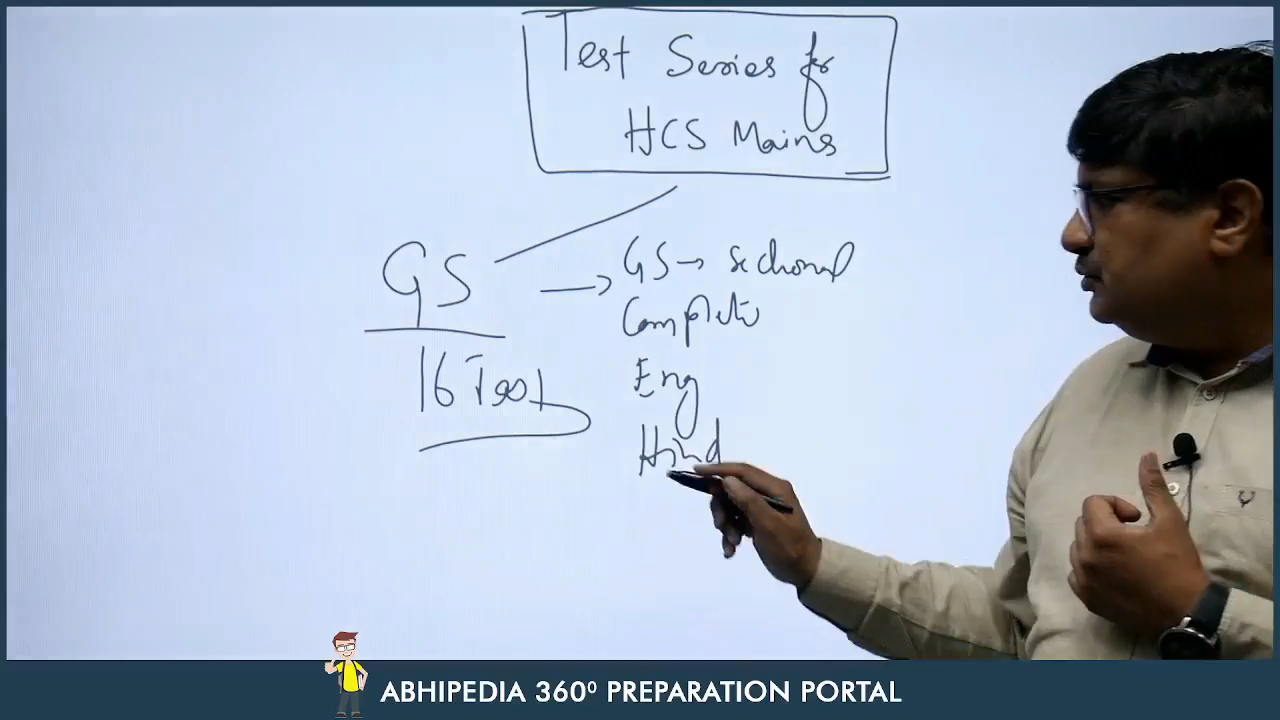 Test Series for
HCS Mains
GS
16 Test
GS → sectional
Complete
Eng
Hind
ABHIPEDIA 360⁰ PREPARATION PORTAL